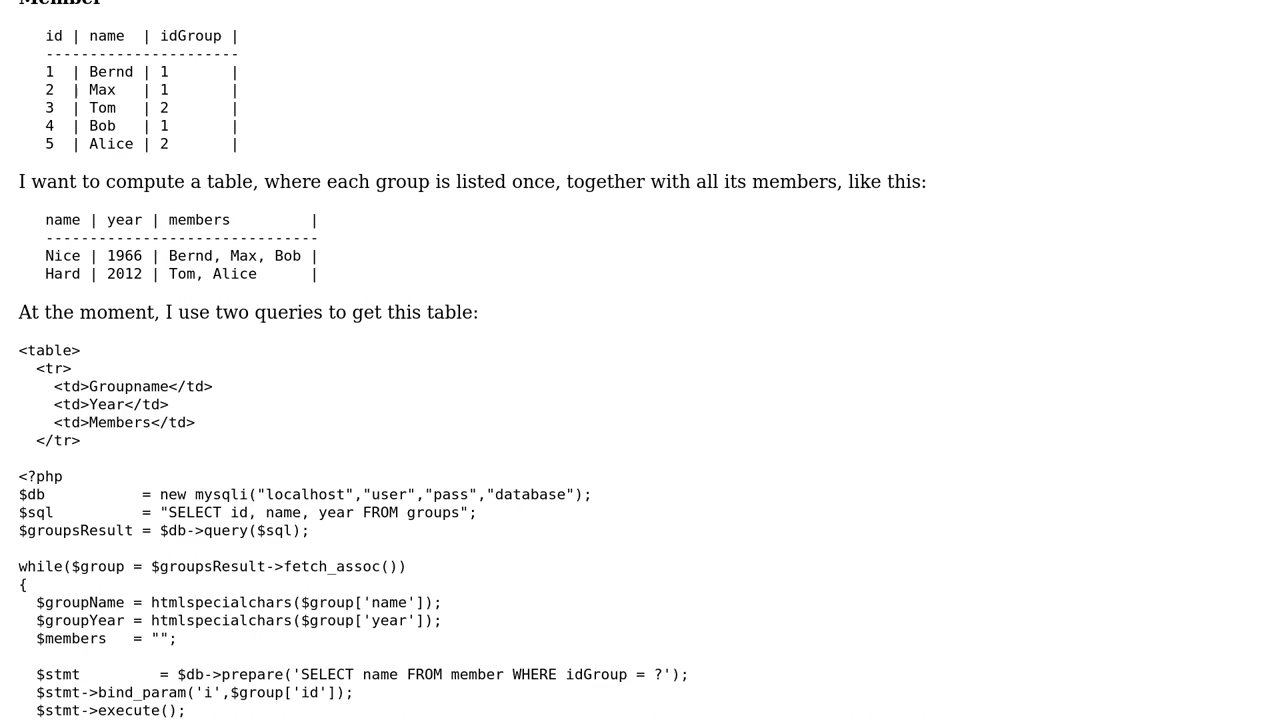 Member
id | name  | idGroup |
----------------------
1  | Bernd | 1       |
2  | Max   | 1       |
3  | Tom   | 2       |
4  | Bob   | 1       |
5  | Alice | 2       |
I want to compute a table, where each group is listed once, together with all its members, like this:
name | year | members         |
-------------------------------
Nice | 1966 | Bernd, Max, Bob |
Hard | 2012 | Tom, Alice      |
At the moment, I use two queries to get this table:
<table>
  <tr>
    <td>Groupname</td>
    <td>Year</td>
    <td>Members</td>
  </tr>
<?php
$db           = new mysqli("localhost","user","pass","database");
$sql          = "SELECT id, name, year FROM groups";
$groupsResult = $db->query($sql);
while($group = $groupsResult->fetch_assoc())
{
  $groupName = htmlspecialchars($group['name']);
  $groupYear = htmlspecialchars($group['year']);
  $members   = "";
  $stmt         = $db->prepare('SELECT name FROM member WHERE idGroup = ?');
  $stmt->bind_param('i',$group['id']);
  $stmt->execute();